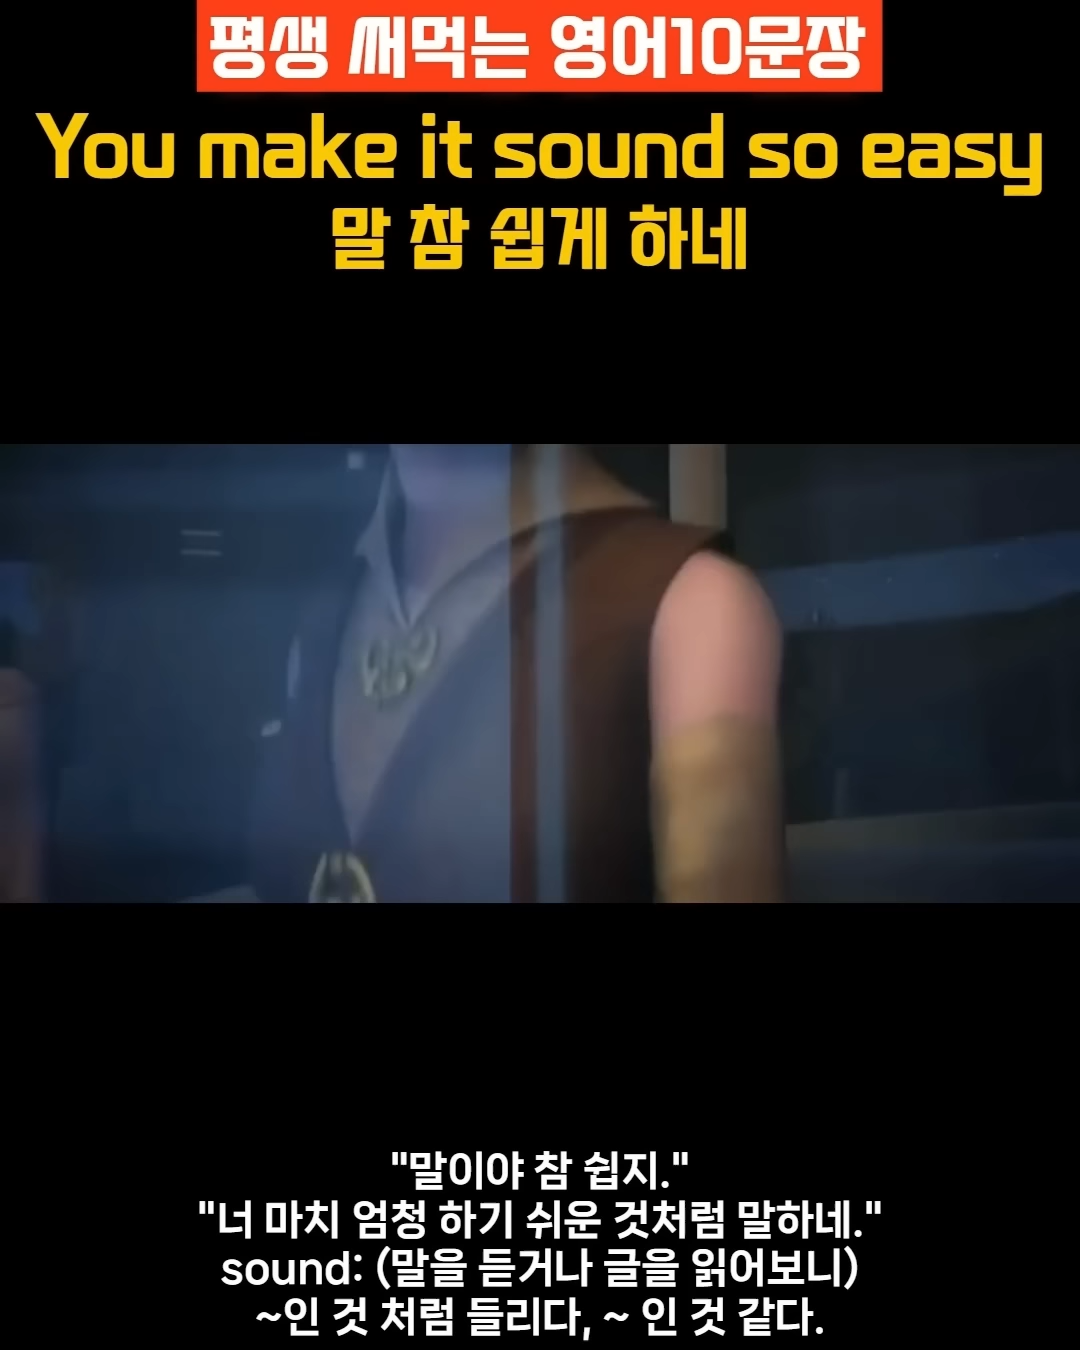 평생 써먹는 영어10문장
You make it sound so easy
말 참 쉽게 하네
"말이야 참 쉽지."
"너 마치 엄청 하기 쉬운 것처럼 말하네."
sound: (말을 듣거나 글을 읽어보니)
~인 것 처럼 들리다, ~ 인 것 같다.